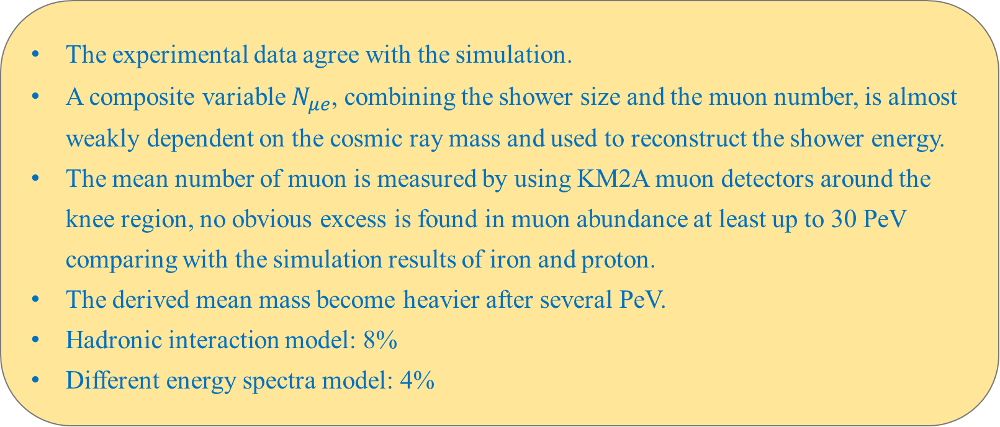 • The experimental data agree with the simulation.
• A composite variable $N_{\mu e}$, combining the shower size and the muon number, is almost
weakly dependent on the cosmic ray mass and used to reconstruct the shower energy.
• The mean number of muon is measured by using KM2A muon detectors around the
knee region, no obvious excess is found in muon abundance at least up to 30 PeV
comparing with the simulation results of iron and proton.
• The derived mean mass become heavier after several PeV.
• Hadronic interaction model: 8%
• Different energy spectra model: 4%